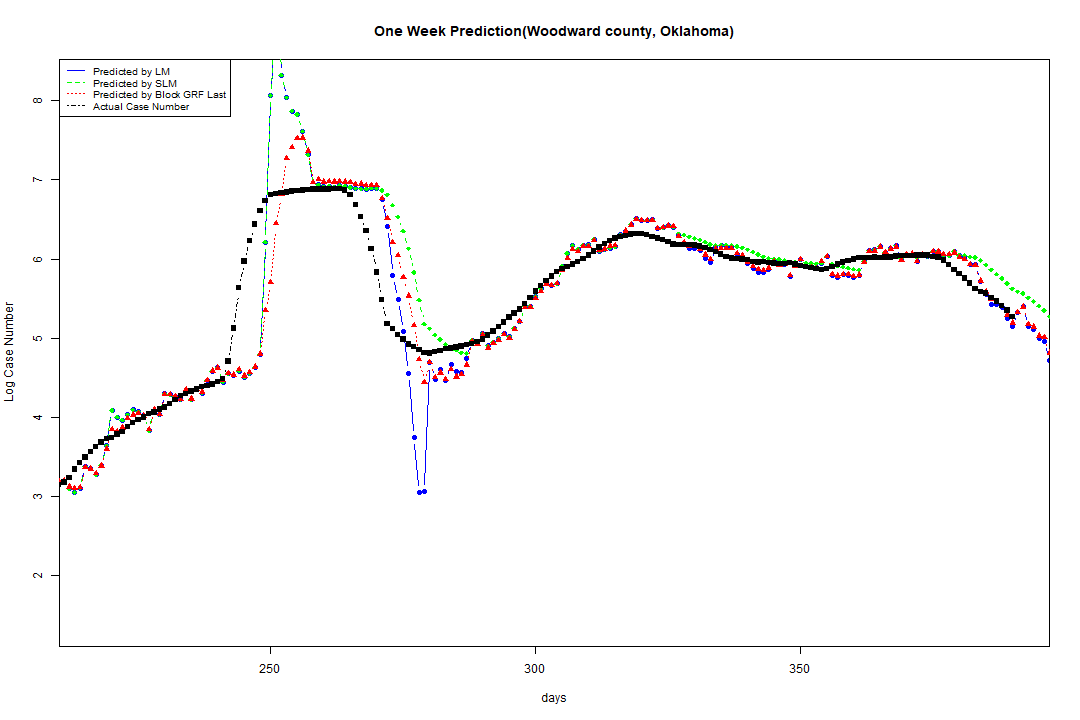 One Week Prediction(Woodward county, Oklahoma)
Predicted by LM
Predicted by SLM
Predicted by Block GRF Last
Actual Case Number
8
7
6
5
4
3
2
Log Case Number
250
300
350
days